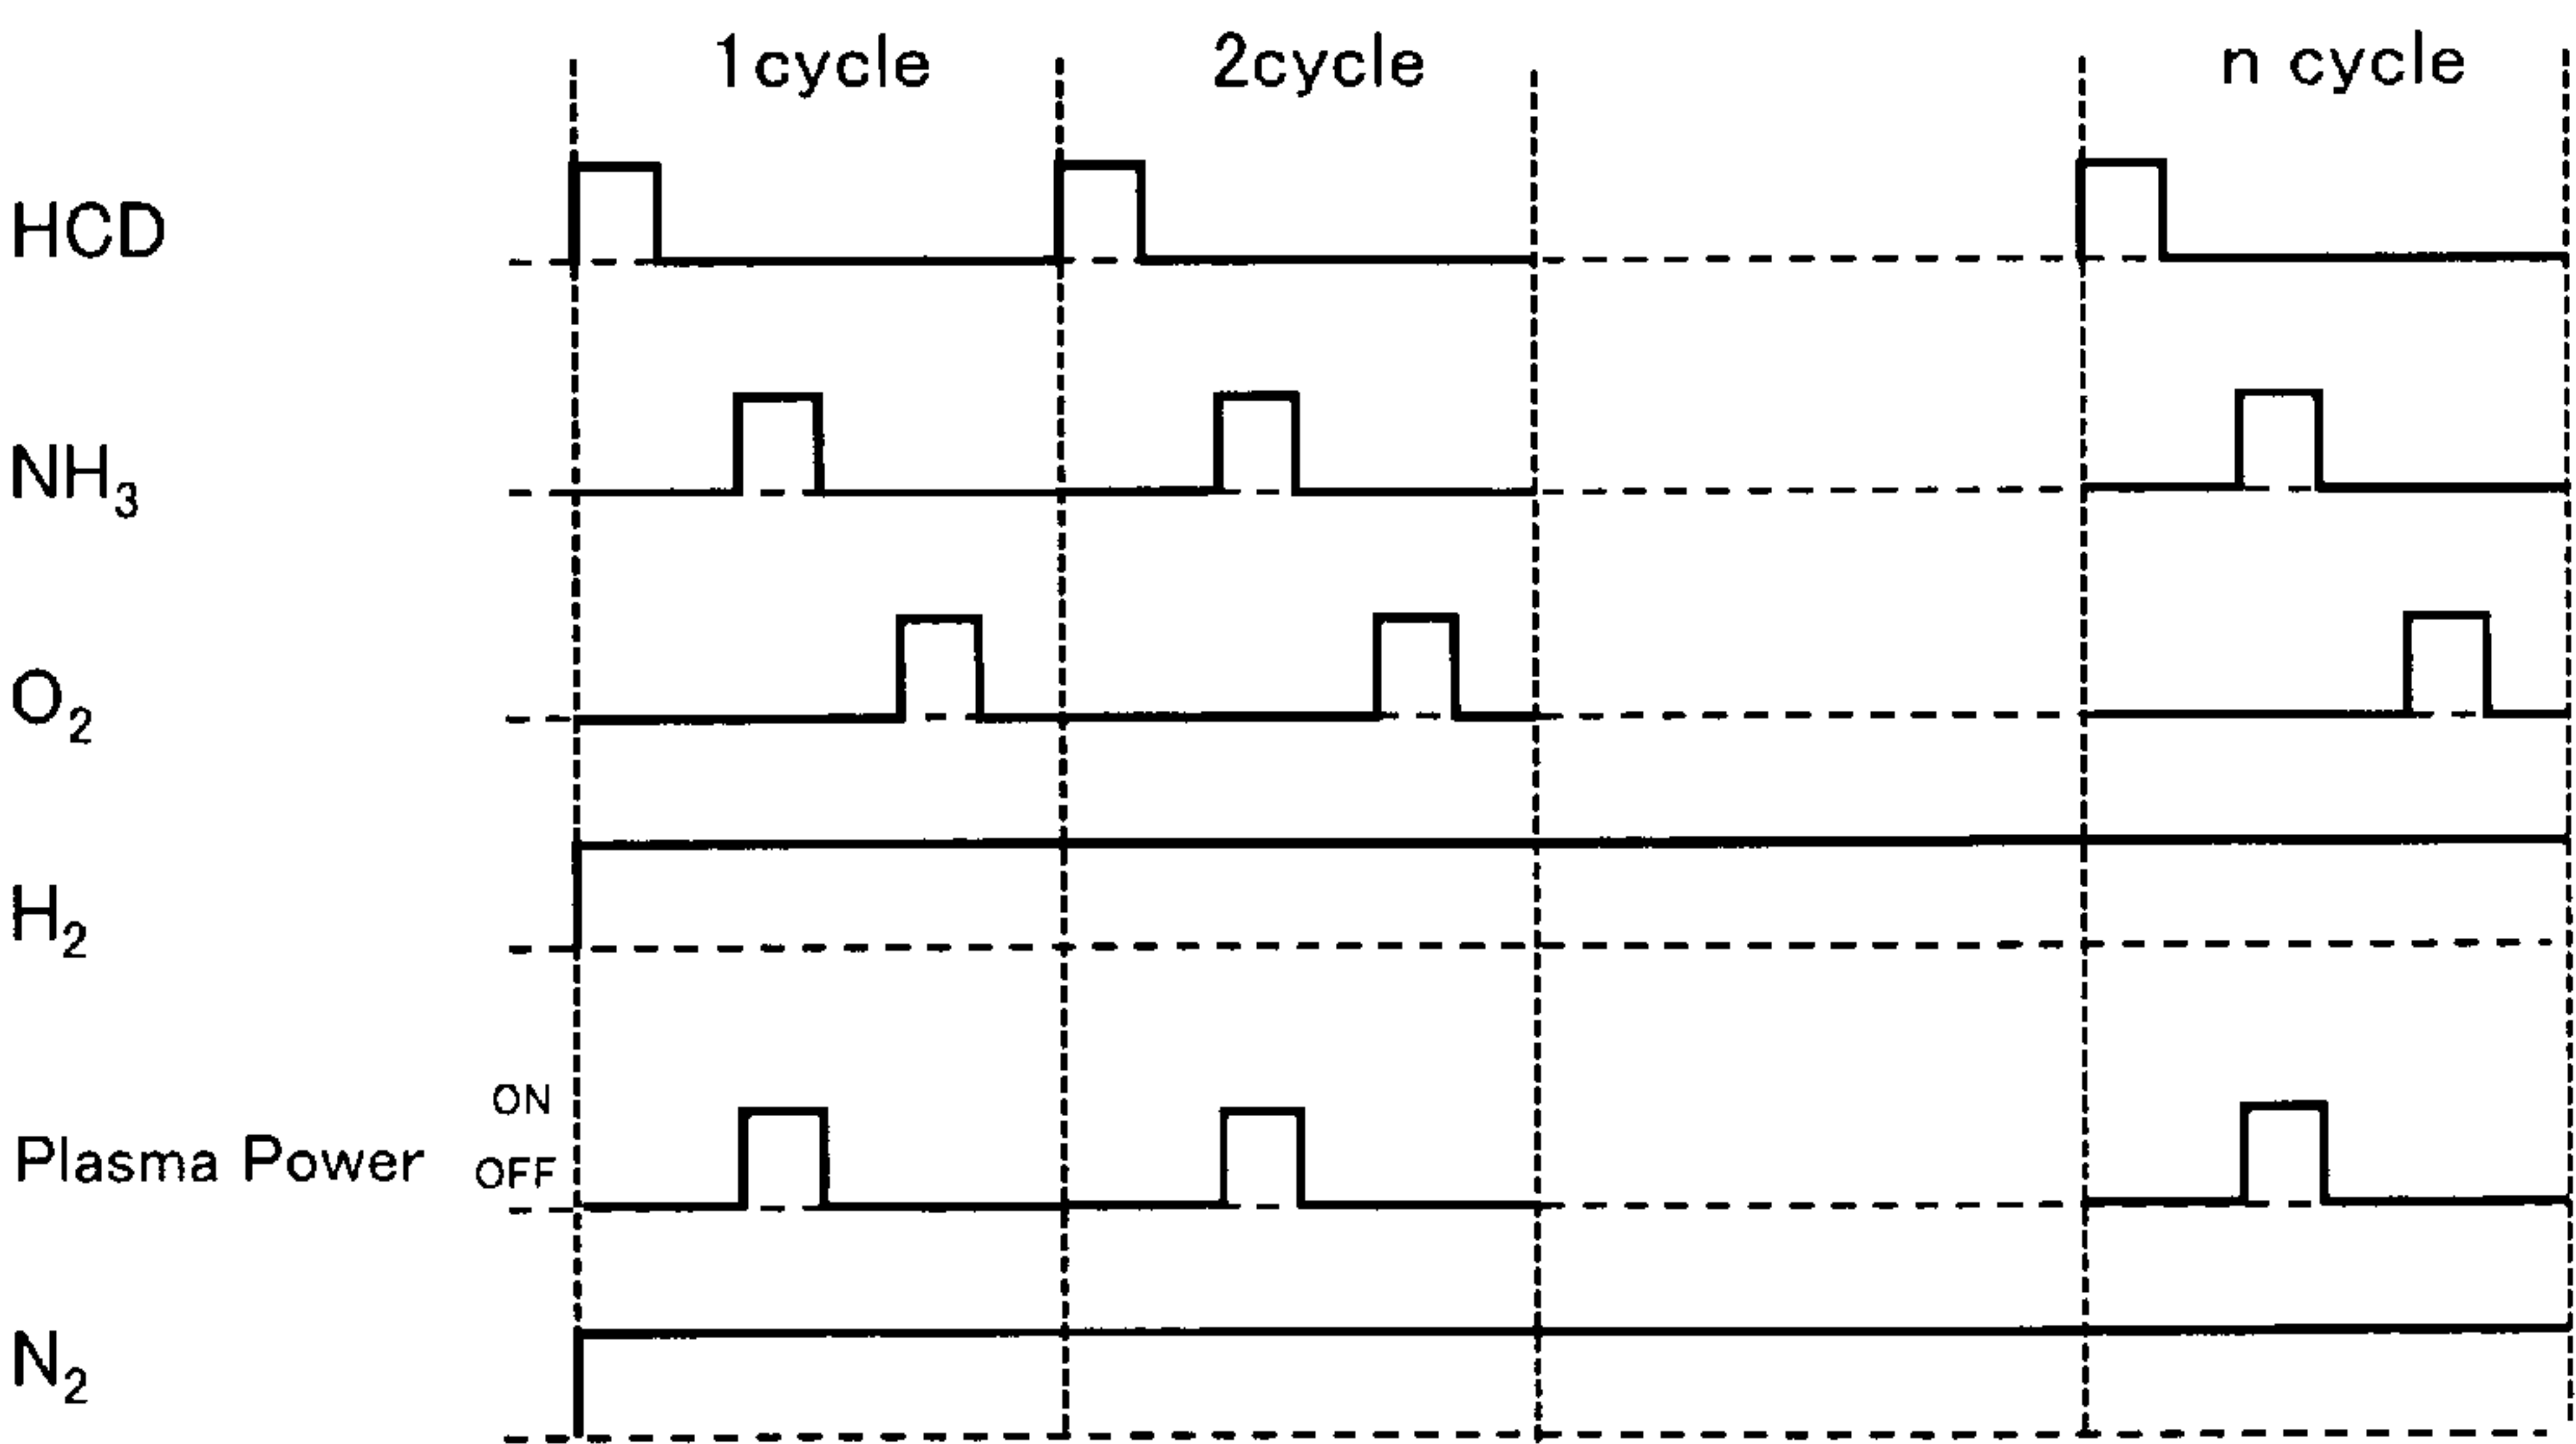 1cycle 2cycle n cycle
HCD
NH₃
O₂
H₂
ON
Plasma Power OFF
N₂